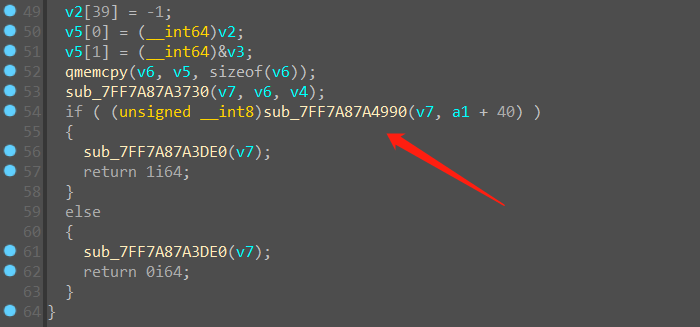 49 v2[39] = -1;
50 v5[0] = (__int64)v2;
51 v5[1] = (__int64)&v3;
52 qmemcpy(v6, v5, sizeof(v6));
53 sub_7FF7A87A3730(v7, v6, v4);
54 if ( (unsigned __int8)sub_7FF7A87A4990(v7, a1 + 40) )
55 {
56 sub_7FF7A87A3DE0(v7);
57 return 1i64;
58 }
59 else
60 {
61 sub_7FF7A87A3DE0(v7);
62 return 0i64;
63 }
64 }